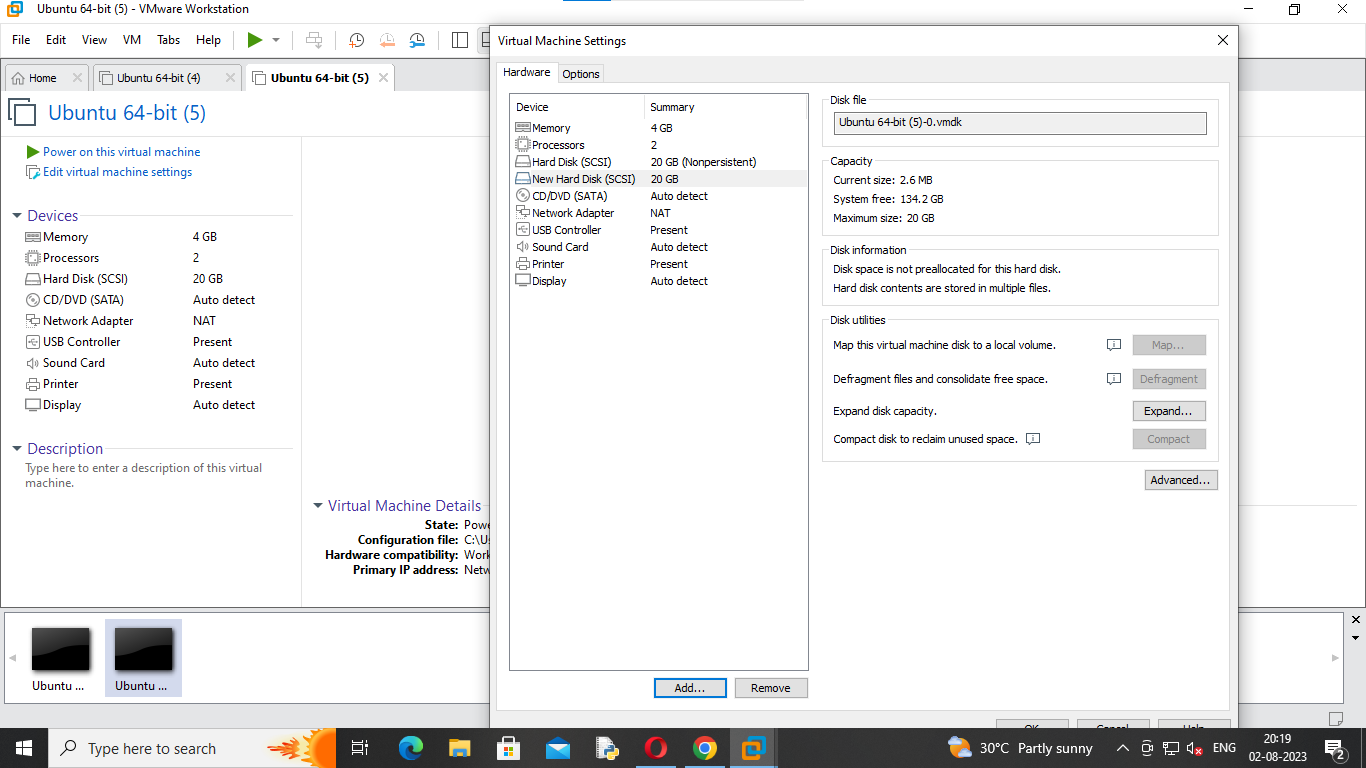 Ubuntu 64-bit (5) - VMware Workstation
File Edit View VM Tabs Help
Home
Ubuntu 64-bit (4)
Ubuntu 64-bit (5)
Ubuntu 64-bit (5)
Power on this virtual machine
Edit virtual machine settings
Devices
Memory 4 GB
Processors 2
Hard Disk (SCSI) 20 GB
CD/DVD (SATA) Auto detect
Network Adapter NAT
USB Controller Present
Sound Card Auto detect
Printer Present
Display Auto detect
Description
Type here to enter a description of this virtual
machine.
Virtual Machine Details
State: Powe
Configuration file: C:\U
Hardware compatibility: Work
Primary IP address: Netw
Virtual Machine Settings
Hardware Options
Device Summary
Memory 4 GB
Processors 2
Hard Disk (SCSI) 20 GB (Nonpersistent)
New Hard Disk (SCSI) 20 GB
CD/DVD (SATA) Auto detect
Network Adapter NAT
USB Controller Present
Sound Card Auto detect
Printer Present
Display Auto detect
Add... Remove
Disk file
Ubuntu 64-bit (5)-0.vmdk
Capacity
Current size: 2.6 MB
System free: 134.2 GB
Maximum size: 20 GB
Disk information
Disk space is not preallocated for this hard disk.
Hard disk contents are stored in multiple files.
Disk utilities
Map this virtual machine disk to a local volume. Map...
Defragment files and consolidate free space. Defragment
Expand disk capacity. Expand...
Compact disk to reclaim unused space. Compact
Advanced...
OK Cancel Help
Ubuntu ... Ubuntu ...
Type here to search
30°C Partly sunny
ENG
20:19
02-08-2023
2